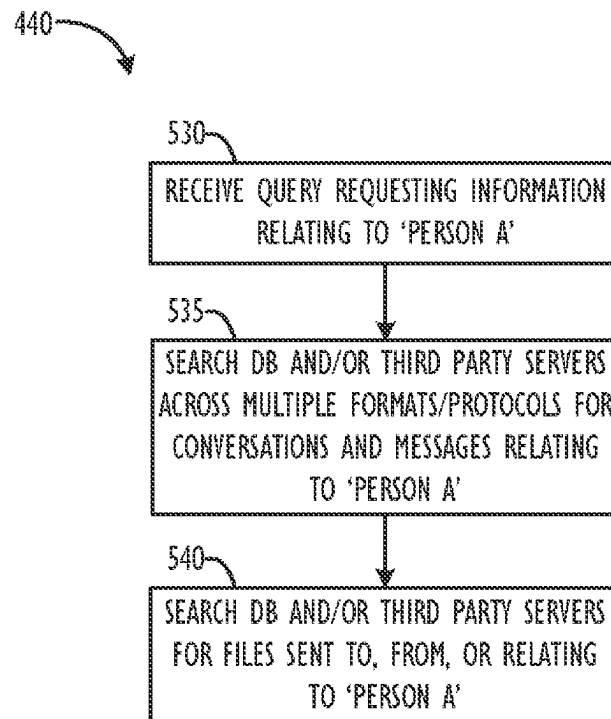 440
530
RECEIVE QUERY REQUESTING INFORMATION
RELATING TO ‘PERSON A’
535
SEARCH DB AND/OR THIRD PARTY SERVERS
ACROSS MULTIPLE FORMATS/PROTOCOLS FOR
CONVERSATIONS AND MESSAGES RELATING
TO ‘PERSON A’
540
SEARCH DB AND/OR THIRD PARTY SERVERS
FOR FILES SENT TO, FROM, OR RELATING
TO ‘PERSON A’